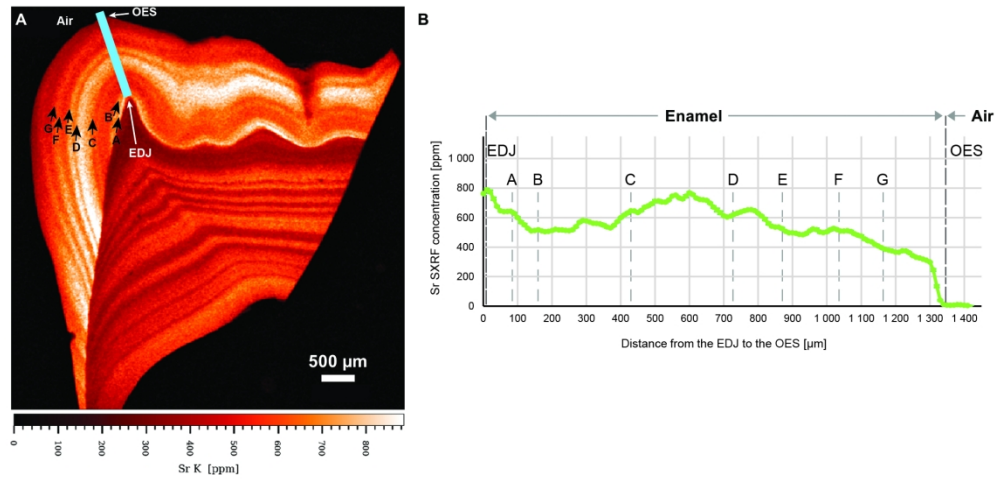 A
Air
OES
G
F
E
D
C
B
A
EDJ
500 µm
0
100
200
300
400
500
600
700
800
Sr K [ppm]
B
Enamel
Air
EDJ
OES
A B C D E F G
Sr SXRF concentration [ppm]
1 000
800
600
400
200
0
0 100 200 300 400 500 600 700 800 900 1 000 1 100 1 200 1 300 1 400
Distance from the EDJ to the OES [µm]